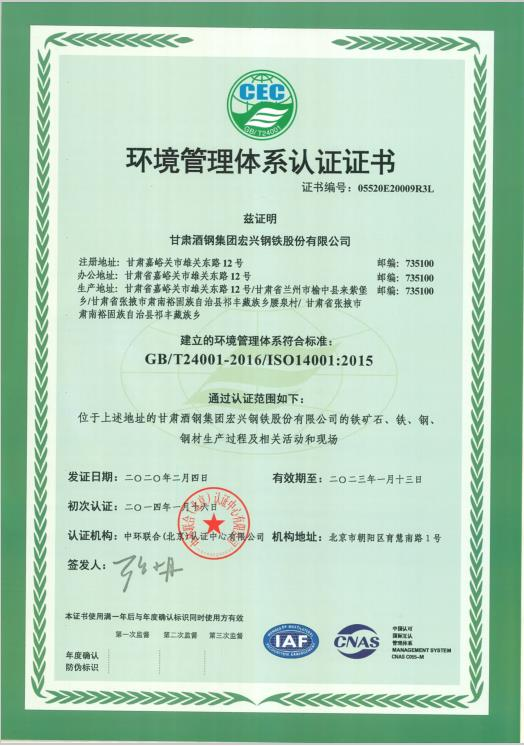 CEC
GB/T24001
环境管理体系认证证书
证书编号：05520E20009R3L
兹证明
甘肃酒钢集团宏兴钢铁股份有限公司
注册地址：甘肃嘉峪关市雄关东路12号 邮编：735100
办公地址：甘肃省嘉峪关市雄关东路12号 邮编：735100
生产地址：甘肃省嘉峪关市雄关东路12号/甘肃省兰州市榆中县来紫堡 邮编：735100
乡/甘肃省张掖市肃南裕固族自治县祁丰藏族乡腰泉村/ 甘肃省张掖市
肃南裕固族自治县祁丰藏族乡
建立的环境管理体系符合标准：
GB/T24001-2016/ISO14001:2015
通过认证范围如下：
位于上述地址的甘肃酒钢集团宏兴钢铁股份有限公司的铁矿石、铁、钢、
钢材生产过程及相关活动和现场
发证日期：二〇二〇年二月四日 有效期至：二〇二三年一月十三日
初次认证：二〇一四年一月十六日
认证机构：中环联合(北京)认证中心有限公司 机构地址：北京市朝阳区育慧南路1号
签发人：
本证书使用满一年后与年度确认标识同时使用方有效
第一次监督 第二次监督 第三次监督
年度确认
防伪标识
IAF
CNAS
中国认可
国际互认
管理体系
MANAGEMENT SYSTEM
CNAS C055-M